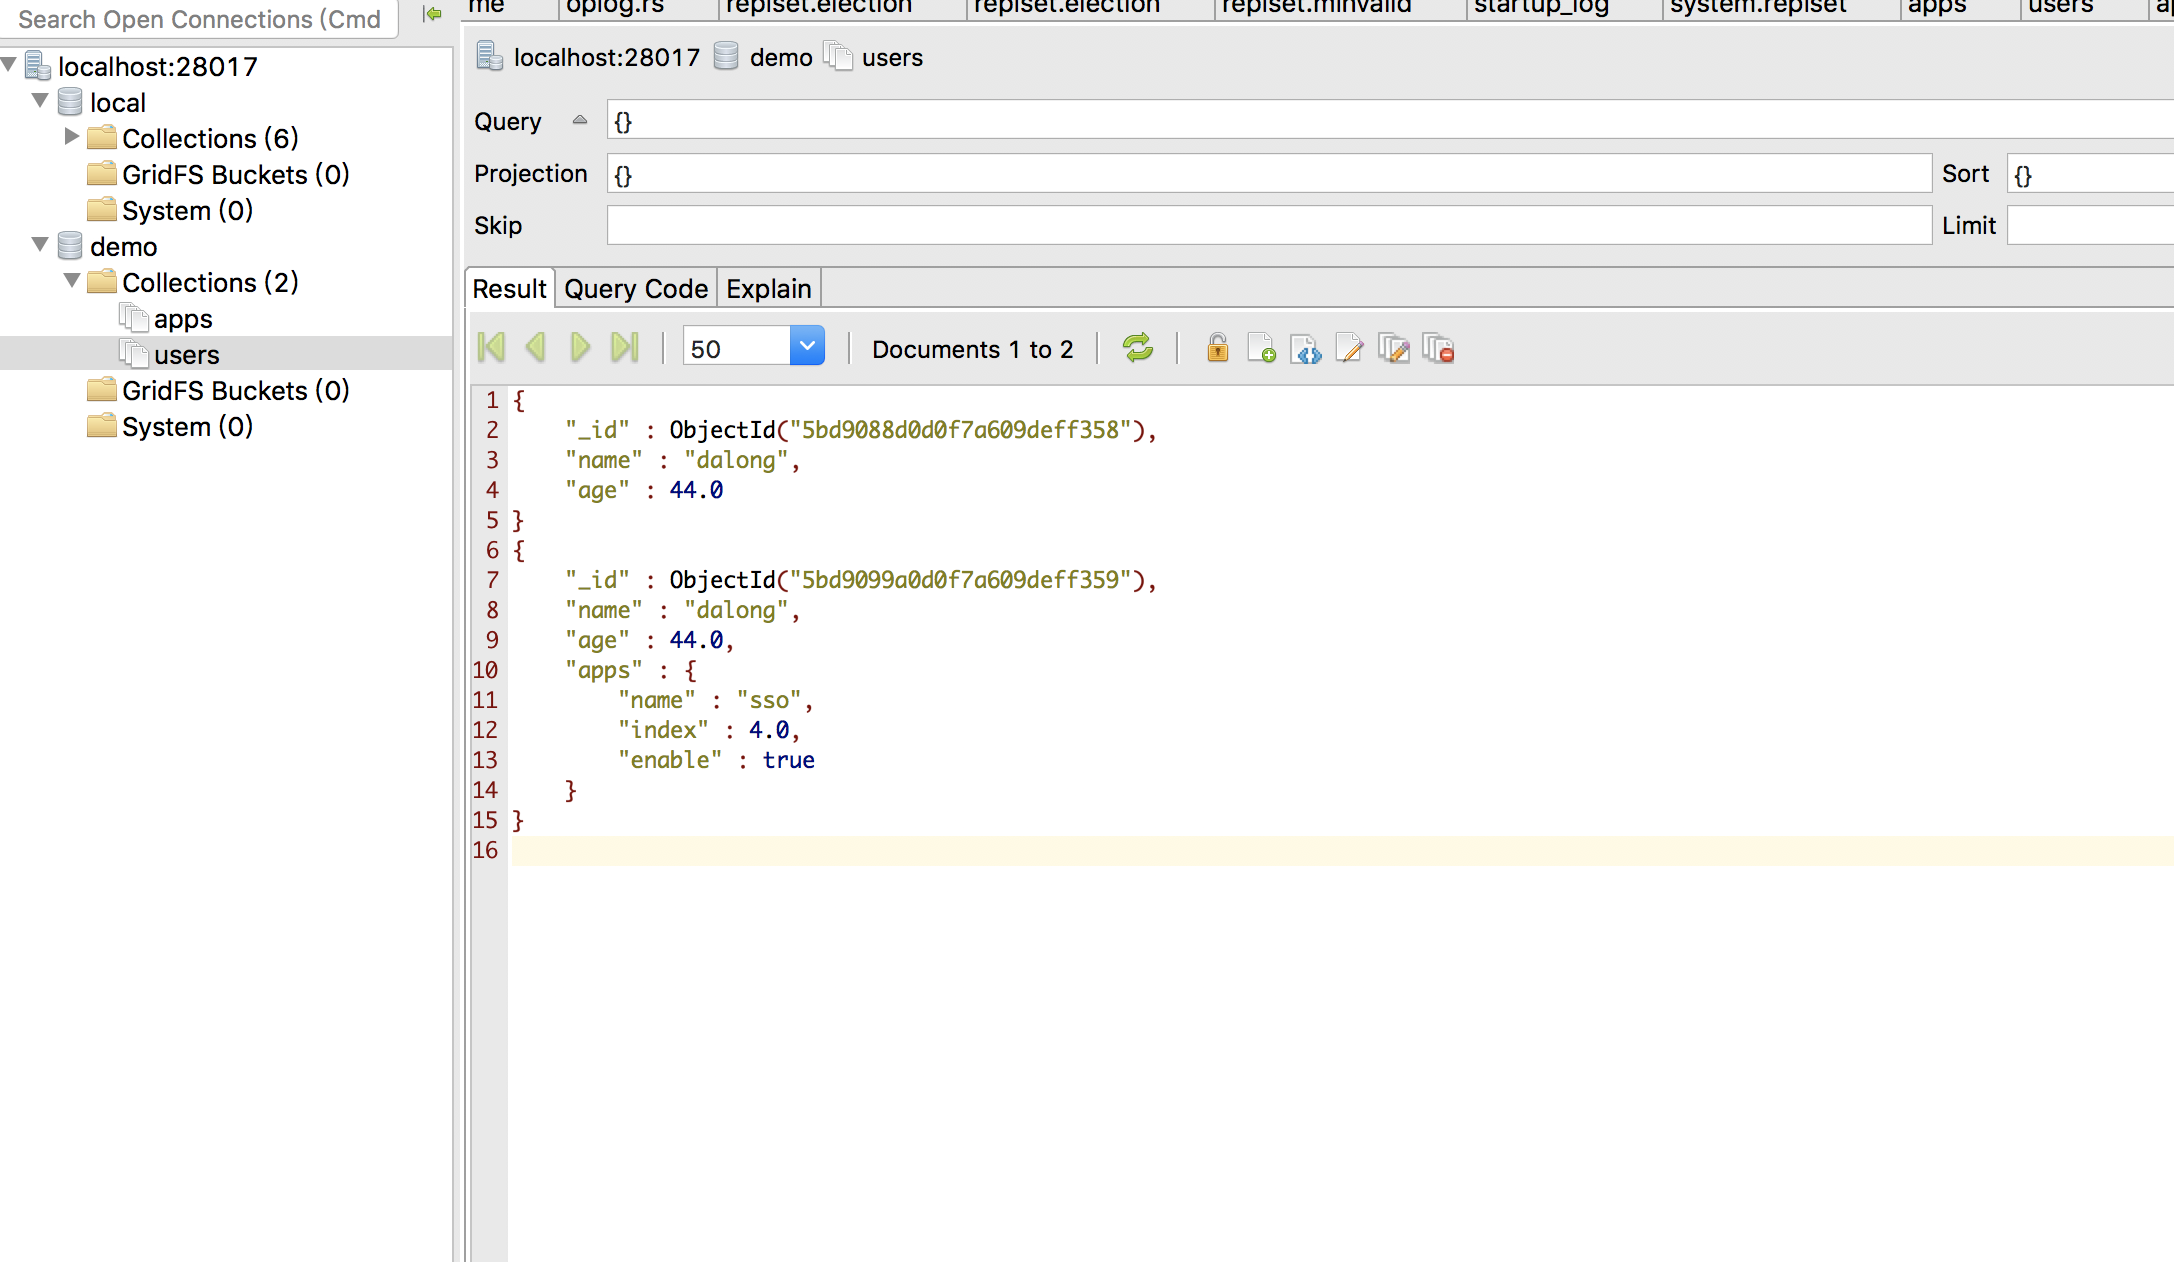 Search Open Connections (Cmd
localhost:28017
local
Collections (6)
GridFS Buckets (0)
System (0)
demo
Collections (2)
apps
users
GridFS Buckets (0)
System (0)
me oplog.rs replset.election replset.election replset.minvalid startup_log system.replset apps users
localhost:28017 demo users
Query {}
Projection {} Sort {}
Skip Limit
Result Query Code Explain
50 Documents 1 to 2
1 {
2 "_id" : ObjectId("5bd9088d0d0f7a609deff358"),
3 "name" : "dalong",
4 "age" : 44.0
5 }
6 {
7 "_id" : ObjectId("5bd9099a0d0f7a609deff359"),
8 "name" : "dalong",
9 "age" : 44.0,
10 "apps" : {
11 "name" : "sso",
12 "index" : 4.0,
13 "enable" : true
14 }
15 }
16